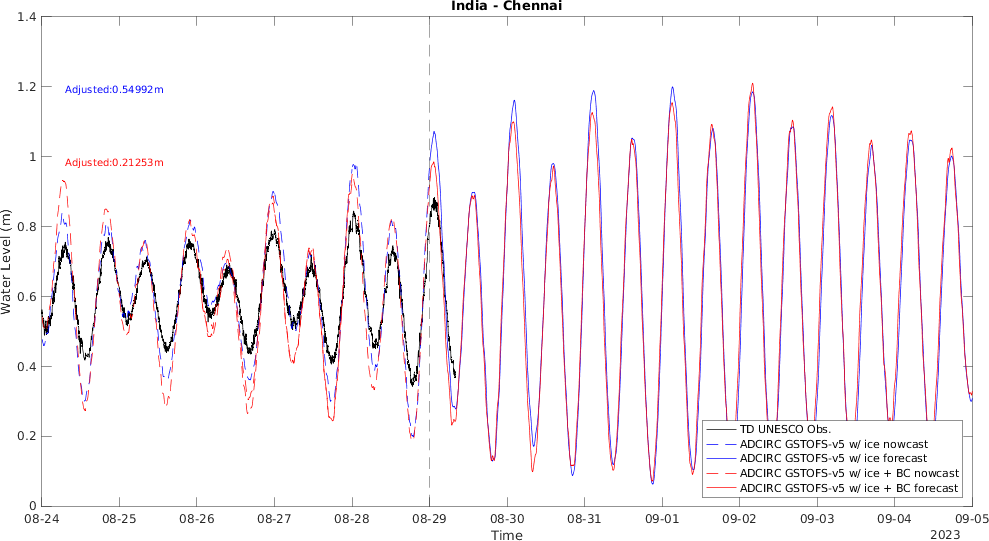 India - Chennai
1.4
1.2
1
0.8
0.6
0.4
0.2
0
Water Level (m)
Adjusted:0.54992m
Adjusted:0.21253m
TD UNESCO Obs.
ADCIRC GSTOFS-v5 w/ ice nowcast
ADCIRC GSTOFS-v5 w/ ice forecast
ADCIRC GSTOFS-v5 w/ ice + BC nowcast
ADCIRC GSTOFS-v5 w/ ice + BC forecast
08-24 08-25 08-26 08-27 08-28 08-29 08-30 08-31 09-01 09-02 09-03 09-04 09-05
Time
2023